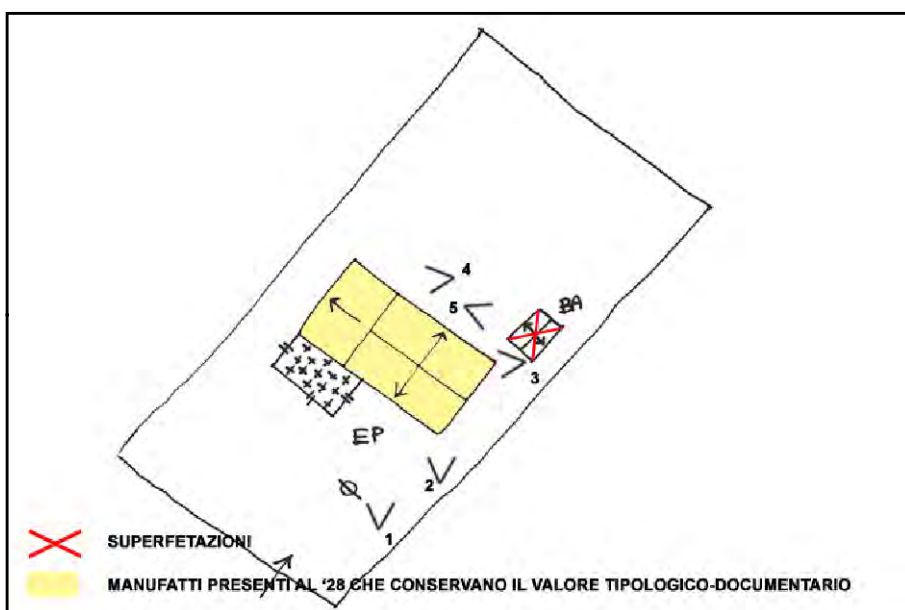 4
5
BA
3
EP
2
1
SUPERFETAZIONI
MANUFATTI PRESENTI AL '28 CHE CONSERVANO IL VALORE TIPOLOGICO-DOCUMENTARIO